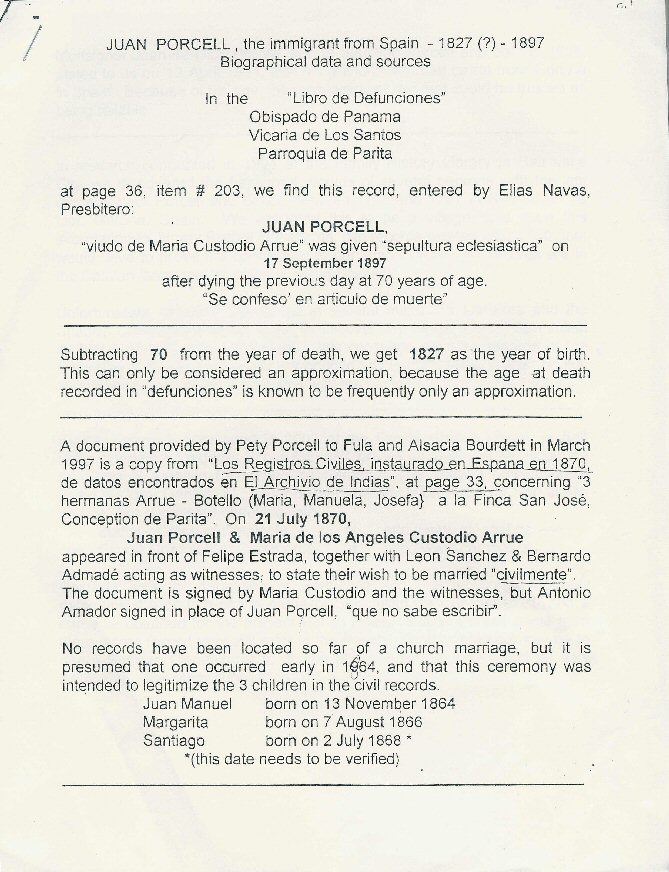 JUAN PORCELL , the immigrant from Spain - 1827 (?) - 1897
Biographical data and sources
In the "Libro de Defunciones"
Obispado de Panama
Vicaria de Los Santos
Parroquia de Parita
at page 36, item # 203, we find this record, entered by Elias Navas,
Presbitero:
JUAN PORCELL,
"viudo de Maria Custodio Arrue" was given "sepultura eclesiastica" on
17 September 1897
after dying the previous day at 70 years of age.
"Se confeso' en articulo de muerte"
Subtracting 70 from the year of death, we get 1827 as the year of birth.
This can only be considered an approximation, because the age at death
recorded in "defunciones" is known to be frequently only an approximation.
A document provided by Pety Porcell to Fula and Alsacia Bourdett in March
1997 is a copy from "Los Registros Civiles, instaurado en Espana en 1870,
de datos encontrados en El Archivio de Indias", at page 33, concerning "3
hermanas Arrue - Botello (Maria, Manuela, Josefa} a la Finca San José,
Conception de Parita". On 21 July 1870,
Juan Porcell & Maria de los Angeles Custodio Arrue
appeared in front of Felipe Estrada, together with Leon Sanchez & Bernardo
Admadé acting as witnesses, to state their wish to be married "civilmente".
The document is signed by Maria Custodio and the witnesses, but Antonio
Amador signed in place of Juan Porcell, "que no sabe escribir".
No records have been located so far of a church marriage, but it is
presumed that one occurred early in 1864, and that this ceremony was
intended to legitimize the 3 children in the civil records.
Juan Manuel born on 13 November 1864
Margarita born on 7 August 1866
Santiago born on 2 July 1868 *
*(this date needs to be verified)